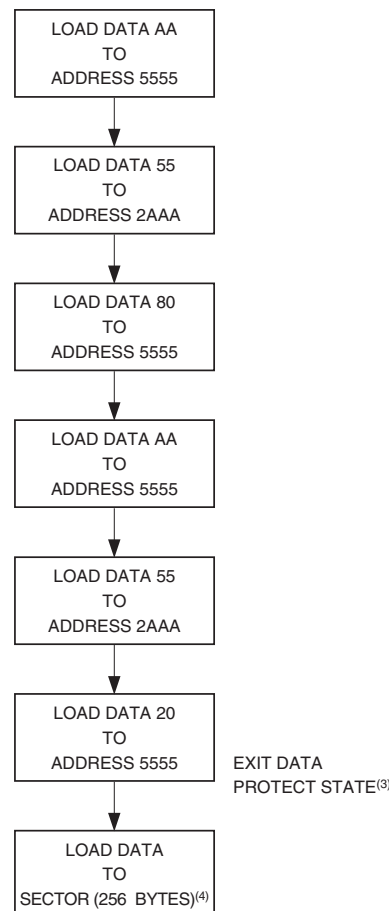 LOAD DATA AA
TO
ADDRESS 5555
LOAD DATA 55
TO
ADDRESS 2AAA
LOAD DATA 80
TO
ADDRESS 5555
LOAD DATA AA
TO
ADDRESS 5555
LOAD DATA 55
TO
ADDRESS 2AAA
LOAD DATA 20
TO
ADDRESS 5555
EXIT DATA
PROTECT STATE(3)
LOAD DATA
TO
SECTOR (256 BYTES)(4)